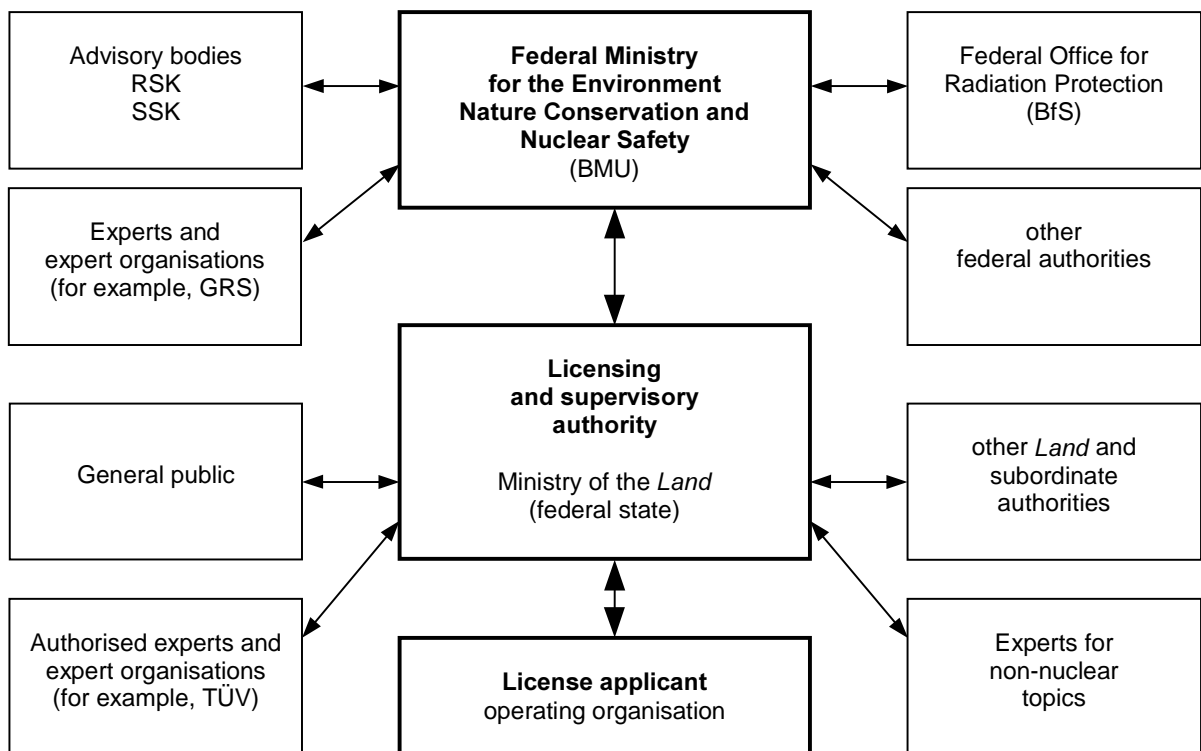 Advisory bodies
RSK
SSK
Federal Ministry
for the Environment
Nature Conservation and
Nuclear Safety
(BMU)
Federal Office for
Radiation Protection
(BfS)
Experts and
expert organisations
(for example, GRS)
other
federal authorities
Licensing
and supervisory
authority
Ministry of the Land
(federal state)
General public
other Land and
subordinate
authorities
Authorised experts and
expert organisations
(for example, TÜV)
License applicant
operating organisation
Experts for
non-nuclear
topics